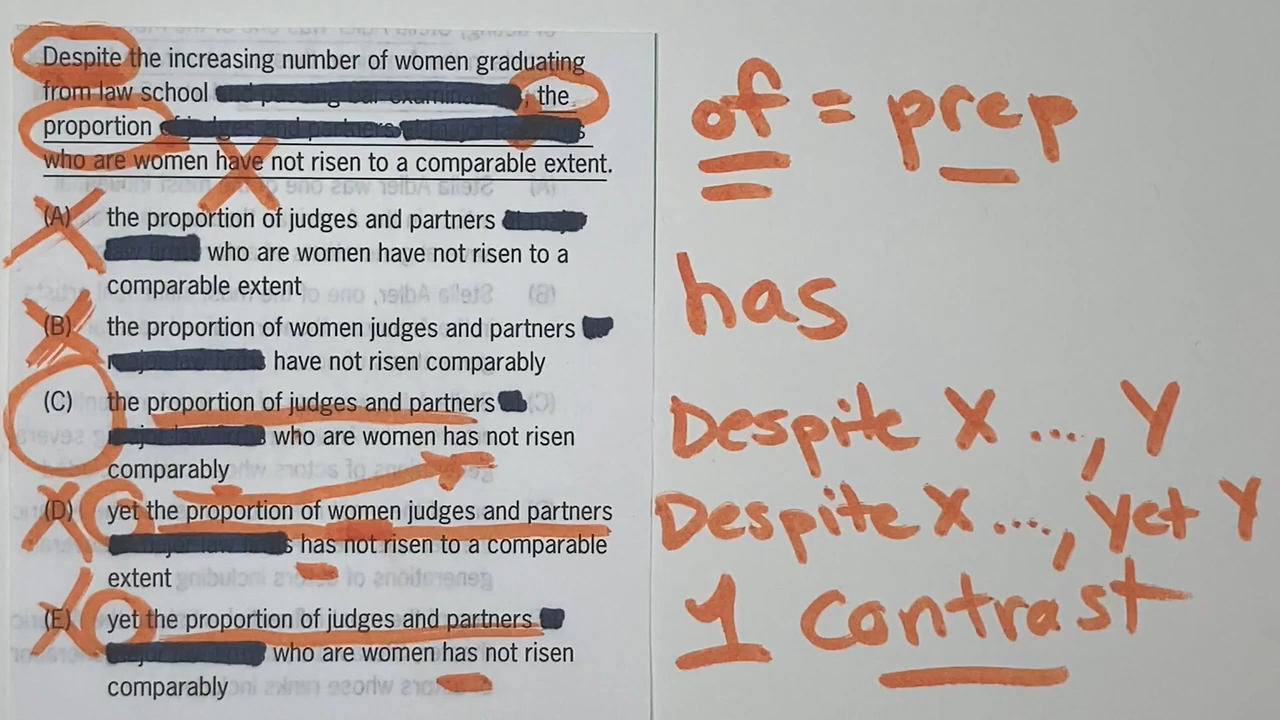 Despite the increasing number of women graduating
from law school , the
proportion
who are women have not risen to a comparable extent.
(A) the proportion of judges and partners
who are women have not risen to a
comparable extent
(B) the proportion of women judges and partners
have not risen comparably
(C) the proportion of judges and partners
who are women has not risen
comparably
(D) yet the proportion of women judges and partners
has not risen to a comparable
extent
(E) yet the proportion of judges and partners
who are women has not risen
comparably
of = prep
has
Despite X ..., Y
Despite X ..., yet Y
1 contrast